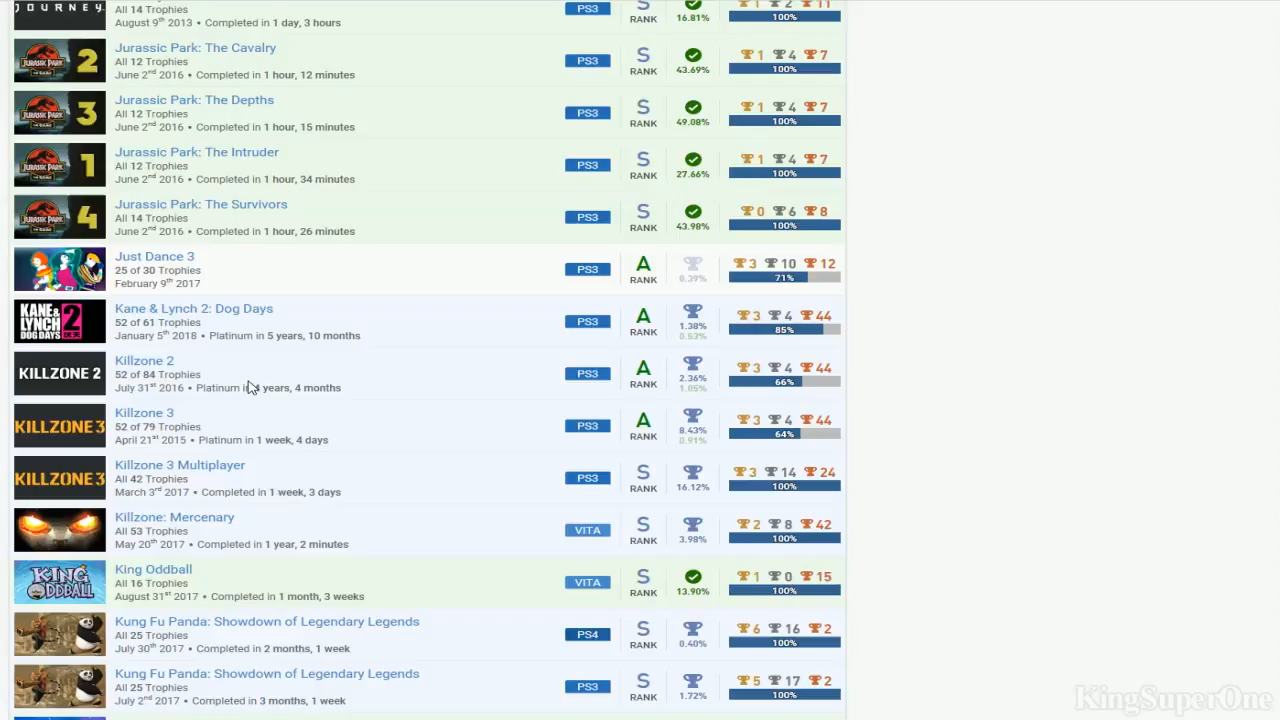 JOURNEY
All 14 Trophies
August 9th 2013 • Completed in 1 day, 3 hours
PS3
S
RANK
16.81%
1 2 11
100%
2
Jurassic Park: The Cavalry
All 12 Trophies
June 2nd 2016 • Completed in 1 hour, 12 minutes
PS3
S
RANK
43.69%
1 4 7
100%
3
Jurassic Park: The Depths
All 12 Trophies
June 2nd 2016 • Completed in 1 hour, 15 minutes
PS3
S
RANK
49.08%
1 4 7
100%
1
Jurassic Park: The Intruder
All 12 Trophies
June 2nd 2016 • Completed in 1 hour, 34 minutes
PS3
S
RANK
27.66%
1 4 7
100%
4
Jurassic Park: The Survivors
All 14 Trophies
June 2nd 2016 • Completed in 1 hour, 26 minutes
PS3
S
RANK
43.98%
0 6 8
100%
Just Dance 3
25 of 30 Trophies
February 9th 2017
PS3
A
RANK
0.39%
3 10 12
71%
KANE & LYNCH 2 DOG DAYS
Kane & Lynch 2: Dog Days
52 of 61 Trophies
January 5th 2018 • Platinum in 5 years, 10 months
PS3
A
RANK
1.38%
0.53%
3 4 44
85%
KILLZONE 2
Killzone 2
52 of 84 Trophies
July 31st 2016 • Platinum in 4 years, 4 months
PS3
A
RANK
2.36%
1.05%
3 4 44
66%
KILLZONE 3
Killzone 3
52 of 79 Trophies
April 21st 2015 • Platinum in 1 week, 4 days
PS3
A
RANK
8.43%
0.91%
3 4 44
64%
KILLZONE 3
Killzone 3 Multiplayer
All 42 Trophies
March 3rd 2017 • Completed in 1 week, 3 days
PS3
S
RANK
16.12%
3 14 24
100%
Killzone: Mercenary
All 53 Trophies
May 20th 2017 • Completed in 1 year, 2 minutes
VITA
S
RANK
3.98%
2 8 42
100%
KING ODDBALL
King Oddball
All 16 Trophies
August 31st 2017 • Completed in 1 month, 3 weeks
VITA
S
RANK
13.90%
1 0 15
100%
Kung Fu Panda: Showdown of Legendary Legends
All 25 Trophies
July 30th 2017 • Completed in 2 months, 1 week
PS4
S
RANK
0.40%
6 16 2
100%
Kung Fu Panda: Showdown of Legendary Legends
All 25 Trophies
July 2nd 2017 • Completed in 3 months, 1 week
PS3
S
RANK
1.72%
5 17 2
100%
KingSuperOne